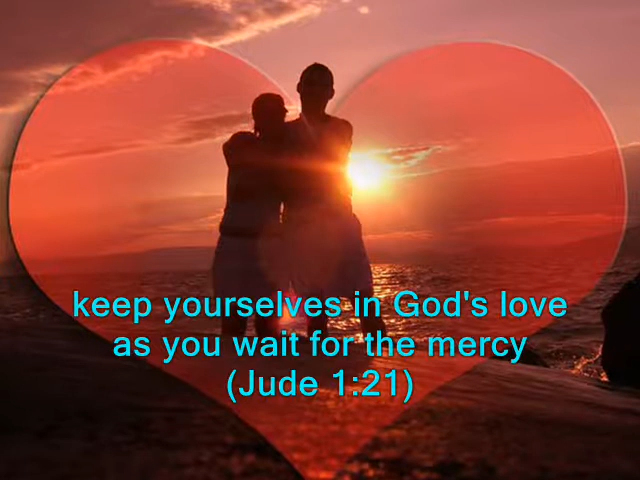 keep yourselves in God's love
as you wait for the mercy
(Jude 1:21)